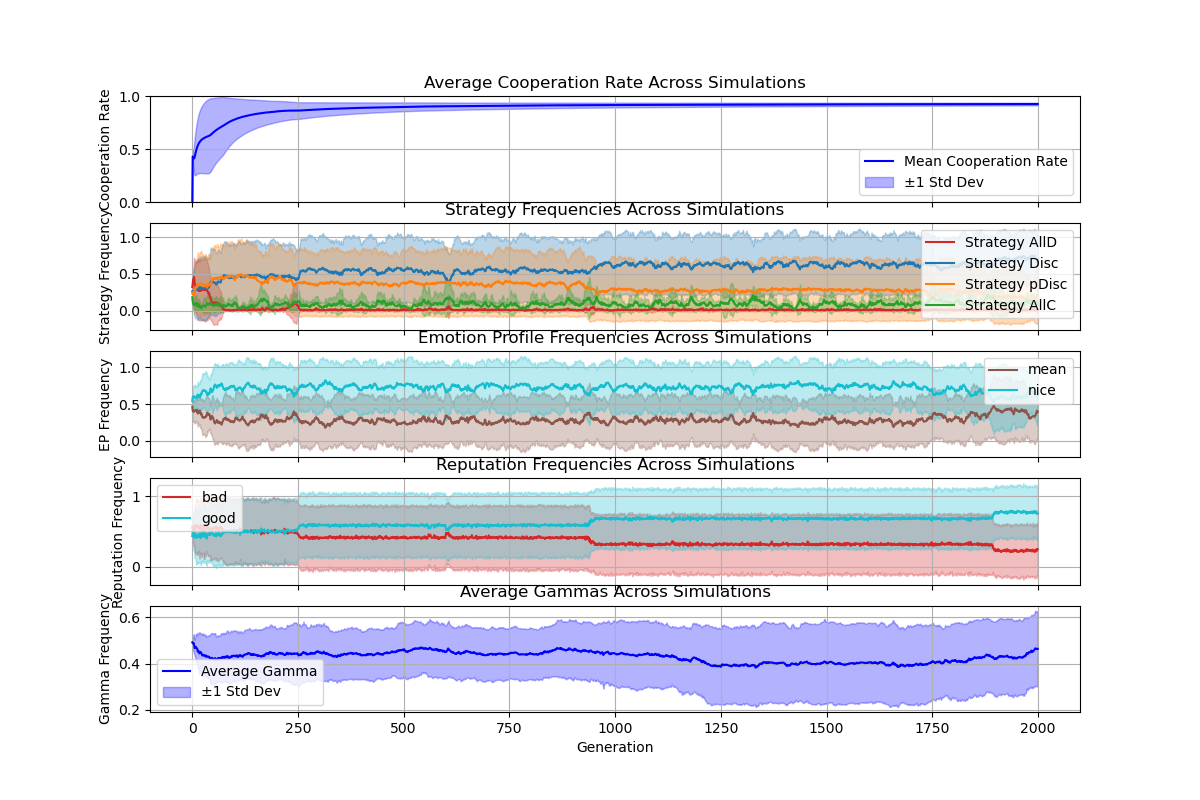 Average Cooperation Rate Across Simulations
Cooperation Rate
1.0
0.5
0.0
Mean Cooperation Rate
±1 Std Dev
Strategy Frequencies Across Simulations
Strategy Frequency
1.0
0.5
0.0
Strategy AllD
Strategy Disc
Strategy pDisc
Strategy AllC
Emotion Profile Frequencies Across Simulations
EP Frequency
1.0
0.5
0.0
mean
nice
Reputation Frequencies Across Simulations
Reputation Frequency
1
0
bad
good
Average Gammas Across Simulations
Gamma Frequency
0.6
0.4
0.2
Average Gamma
±1 Std Dev
0 250 500 750 1000 1250 1500 1750 2000
Generation